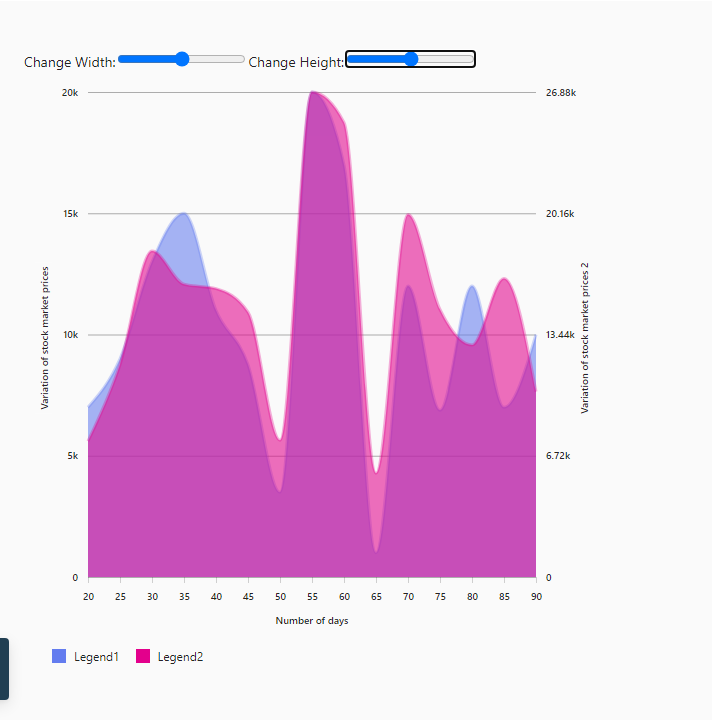 Change Width: Change Height:
20k 26.88k
15k 20.16k
10k 13.44k
5k 6.72k
0 0
Variation of stock market prices
Variation of stock market prices 2
20 25 30 35 40 45 50 55 60 65 70 75 80 85 90
Number of days
Legend1 Legend2